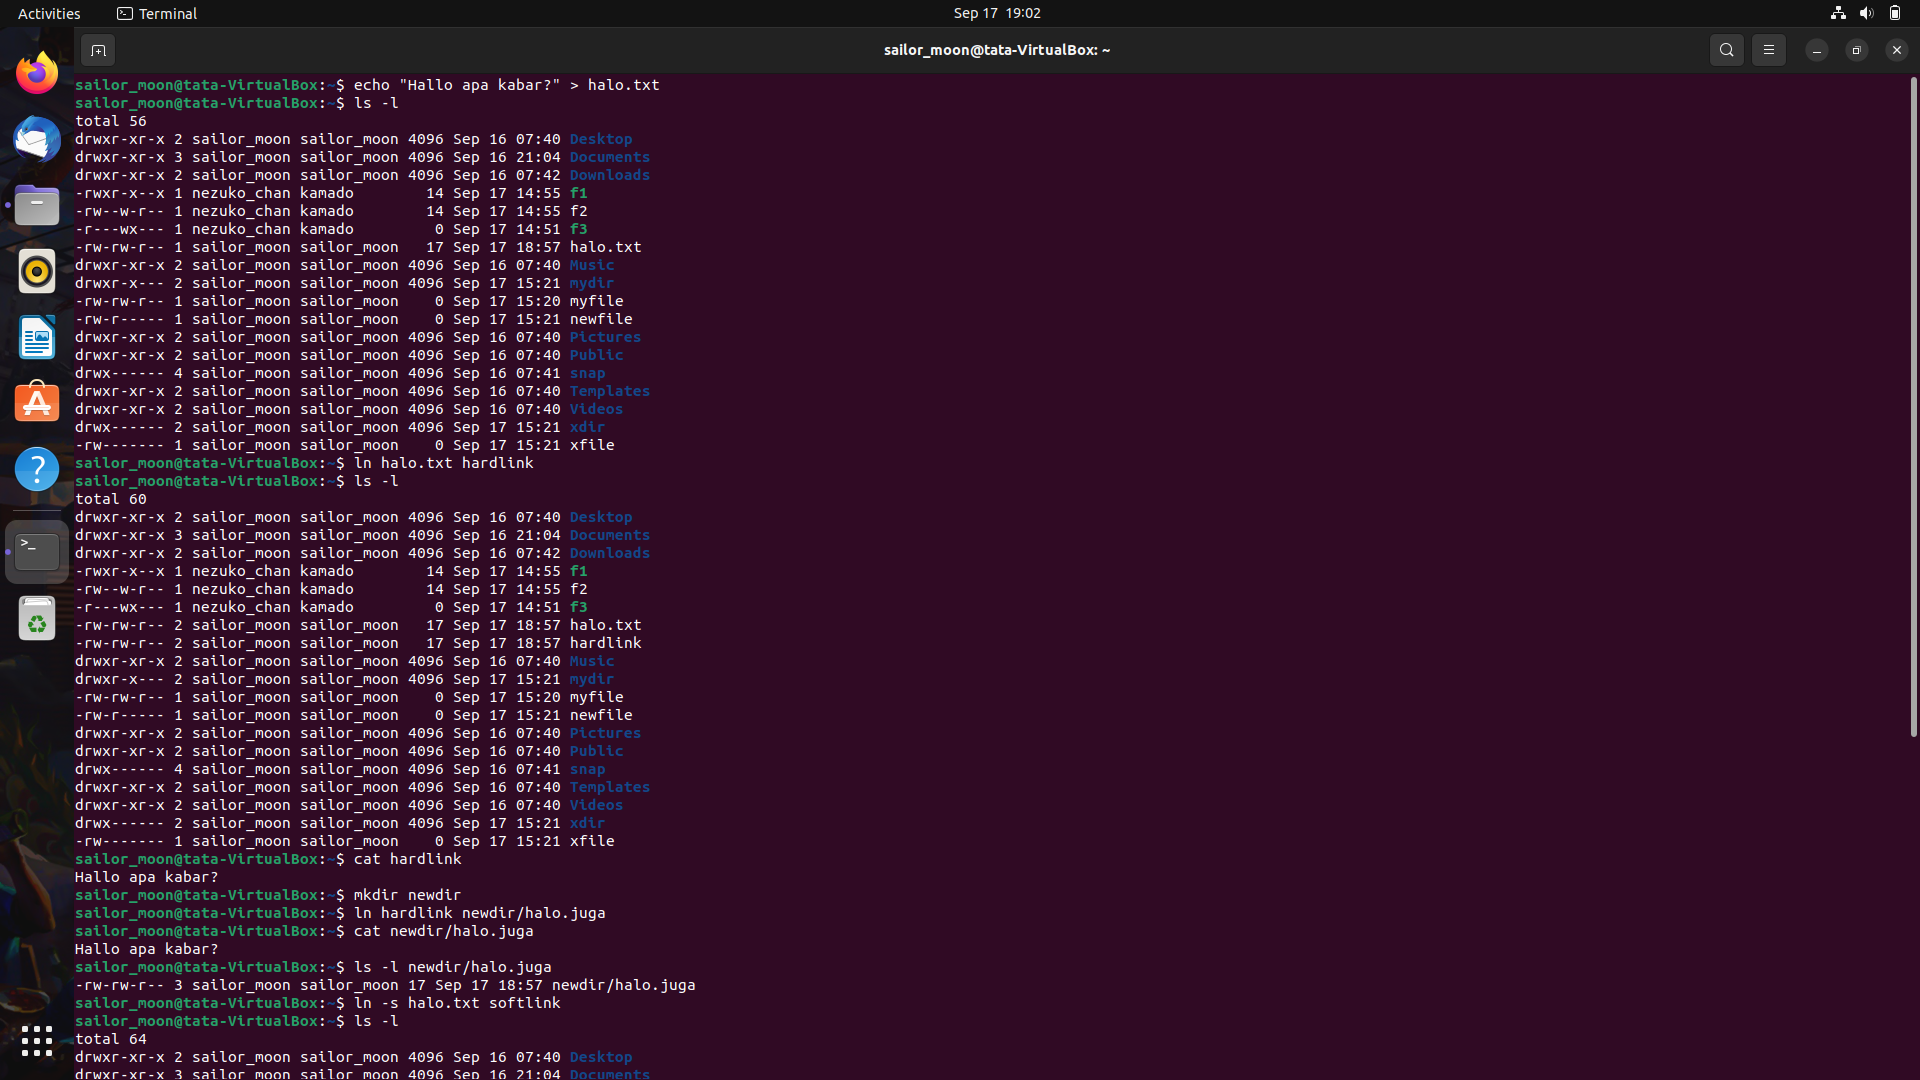 Activities
Terminal
Sep 17 19:02
sailor_moon@tata-VirtualBox: ~
sailor_moon@tata-VirtualBox:~$ echo "Hallo apa kabar?" > halo.txt
sailor_moon@tata-VirtualBox:~$ ls -l
total 56
drwxr-xr-x 2 sailor_moon sailor_moon 4096 Sep 16 07:40 Desktop
drwxr-xr-x 3 sailor_moon sailor_moon 4096 Sep 16 21:04 Documents
drwxr-xr-x 2 sailor_moon sailor_moon 4096 Sep 16 07:42 Downloads
-rwxr-x--x 1 nezuko_chan kamado        14 Sep 17 14:55 f1
-rw--w-r-- 1 nezuko_chan kamado        14 Sep 17 14:55 f2
-r---wx--- 1 nezuko_chan kamado         0 Sep 17 14:51 f3
-rw-rw-r-- 1 sailor_moon sailor_moon   17 Sep 17 18:57 halo.txt
drwxr-xr-x 2 sailor_moon sailor_moon 4096 Sep 16 07:40 Music
drwxr-x--- 2 sailor_moon sailor_moon 4096 Sep 17 15:21 mydir
-rw-rw-r-- 1 sailor_moon sailor_moon    0 Sep 17 15:20 myfile
-rw-r----- 1 sailor_moon sailor_moon    0 Sep 17 15:21 newfile
drwxr-xr-x 2 sailor_moon sailor_moon 4096 Sep 16 07:40 Pictures
drwxr-xr-x 2 sailor_moon sailor_moon 4096 Sep 16 07:40 Public
drwx------ 4 sailor_moon sailor_moon 4096 Sep 16 07:41 snap
drwxr-xr-x 2 sailor_moon sailor_moon 4096 Sep 16 07:40 Templates
drwxr-xr-x 2 sailor_moon sailor_moon 4096 Sep 16 07:40 Videos
drwx------ 2 sailor_moon sailor_moon 4096 Sep 17 15:21 xdir
-rw------- 1 sailor_moon sailor_moon    0 Sep 17 15:21 xfile
sailor_moon@tata-VirtualBox:~$ ln halo.txt hardlink
sailor_moon@tata-VirtualBox:~$ ls -l
total 60
drwxr-xr-x 2 sailor_moon sailor_moon 4096 Sep 16 07:40 Desktop
drwxr-xr-x 3 sailor_moon sailor_moon 4096 Sep 16 21:04 Documents
drwxr-xr-x 2 sailor_moon sailor_moon 4096 Sep 16 07:42 Downloads
-rwxr-x--x 1 nezuko_chan kamado        14 Sep 17 14:55 f1
-rw--w-r-- 1 nezuko_chan kamado        14 Sep 17 14:55 f2
-r---wx--- 1 nezuko_chan kamado         0 Sep 17 14:51 f3
-rw-rw-r-- 2 sailor_moon sailor_moon   17 Sep 17 18:57 halo.txt
-rw-rw-r-- 2 sailor_moon sailor_moon   17 Sep 17 18:57 hardlink
drwxr-xr-x 2 sailor_moon sailor_moon 4096 Sep 16 07:40 Music
drwxr-x--- 2 sailor_moon sailor_moon 4096 Sep 17 15:21 mydir
-rw-rw-r-- 1 sailor_moon sailor_moon    0 Sep 17 15:20 myfile
-rw-r----- 1 sailor_moon sailor_moon    0 Sep 17 15:21 newfile
drwxr-xr-x 2 sailor_moon sailor_moon 4096 Sep 16 07:40 Pictures
drwxr-xr-x 2 sailor_moon sailor_moon 4096 Sep 16 07:40 Public
drwx------ 4 sailor_moon sailor_moon 4096 Sep 16 07:41 snap
drwxr-xr-x 2 sailor_moon sailor_moon 4096 Sep 16 07:40 Templates
drwxr-xr-x 2 sailor_moon sailor_moon 4096 Sep 16 07:40 Videos
drwx------ 2 sailor_moon sailor_moon 4096 Sep 17 15:21 xdir
-rw------- 1 sailor_moon sailor_moon    0 Sep 17 15:21 xfile
sailor_moon@tata-VirtualBox:~$ cat hardlink
Hallo apa kabar?
sailor_moon@tata-VirtualBox:~$ mkdir newdir
sailor_moon@tata-VirtualBox:~$ ln hardlink newdir/halo.juga
sailor_moon@tata-VirtualBox:~$ cat newdir/halo.juga
Hallo apa kabar?
sailor_moon@tata-VirtualBox:~$ ls -l newdir/halo.juga
-rw-rw-r-- 3 sailor_moon sailor_moon 17 Sep 17 18:57 newdir/halo.juga
sailor_moon@tata-VirtualBox:~$ ln -s halo.txt softlink
sailor_moon@tata-VirtualBox:~$ ls -l
total 64
drwxr-xr-x 2 sailor_moon sailor_moon 4096 Sep 16 07:40 Desktop
drwxr-xr-x 3 sailor_moon sailor_moon 4096 Sep 16 21:04 Documents